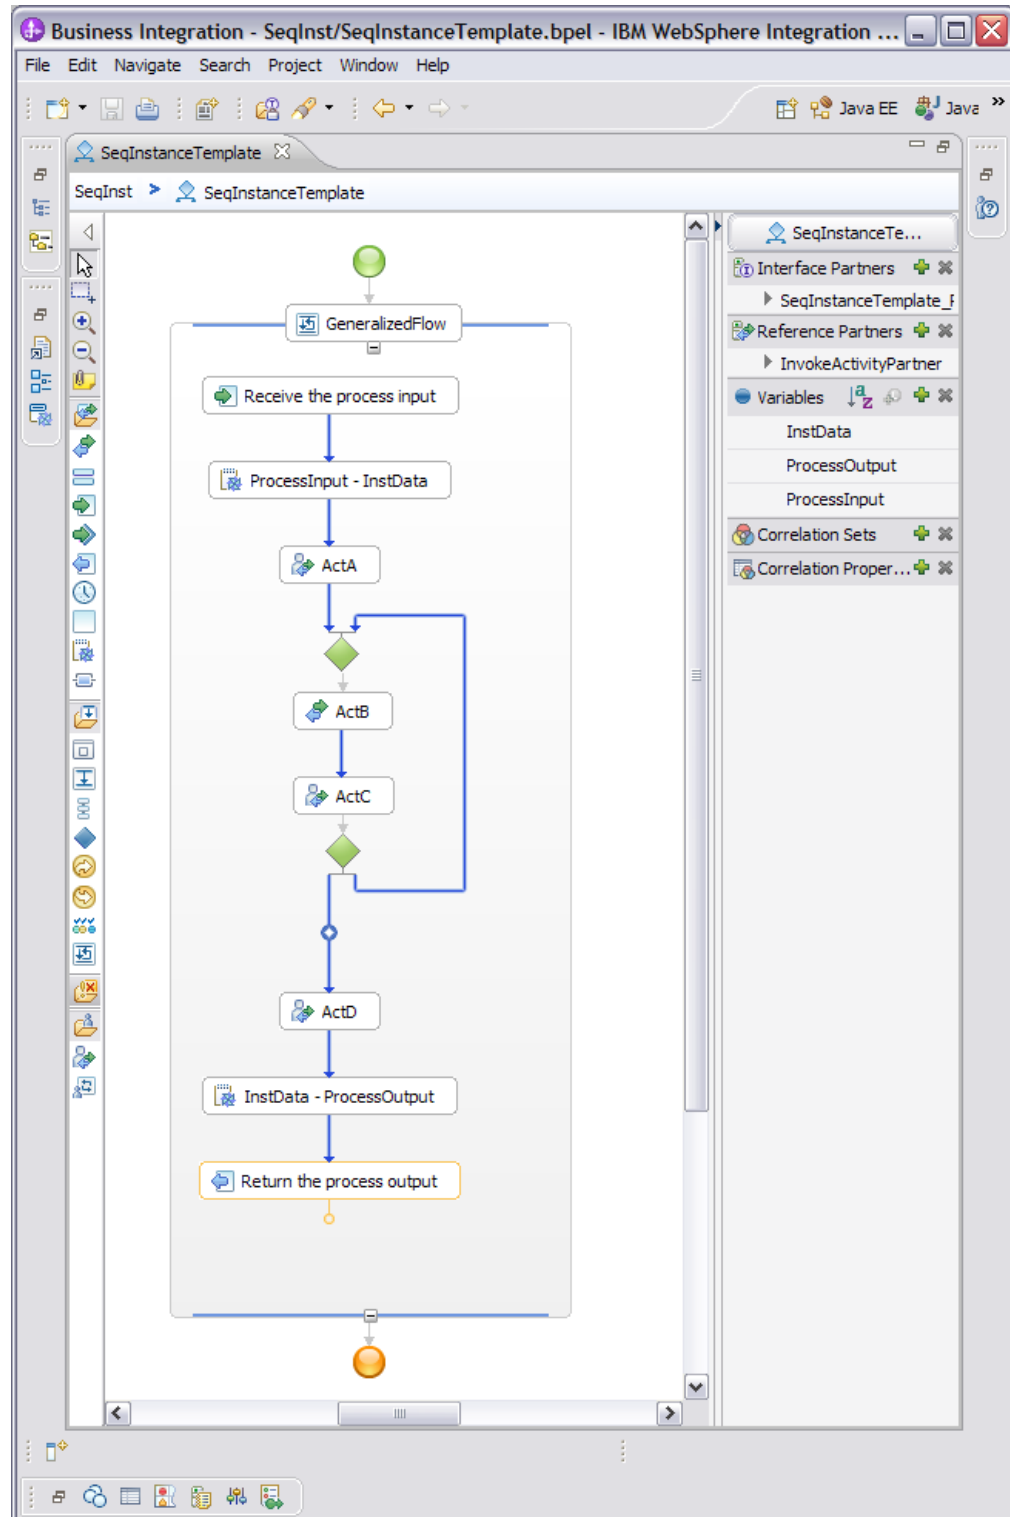 Business Integration - SeqInst/SeqInstanceTemplate.bpel - IBM WebSphere Integration ...
File Edit Navigate Search Project Window Help
Java EE Java »
SeqInstanceTemplate
SeqInst > SeqInstanceTemplate
SeqInstanceTe...
GeneralizedFlow
Receive the process input
ProcessInput - InstData
ActA
ActB
ActC
ActD
InstData - ProcessOutput
Return the process output
Interface Partners
SeqInstanceTemplate_F
Reference Partners
InvokeActivityPartner
Variables
InstData
ProcessOutput
ProcessInput
Correlation Sets
Correlation Proper...